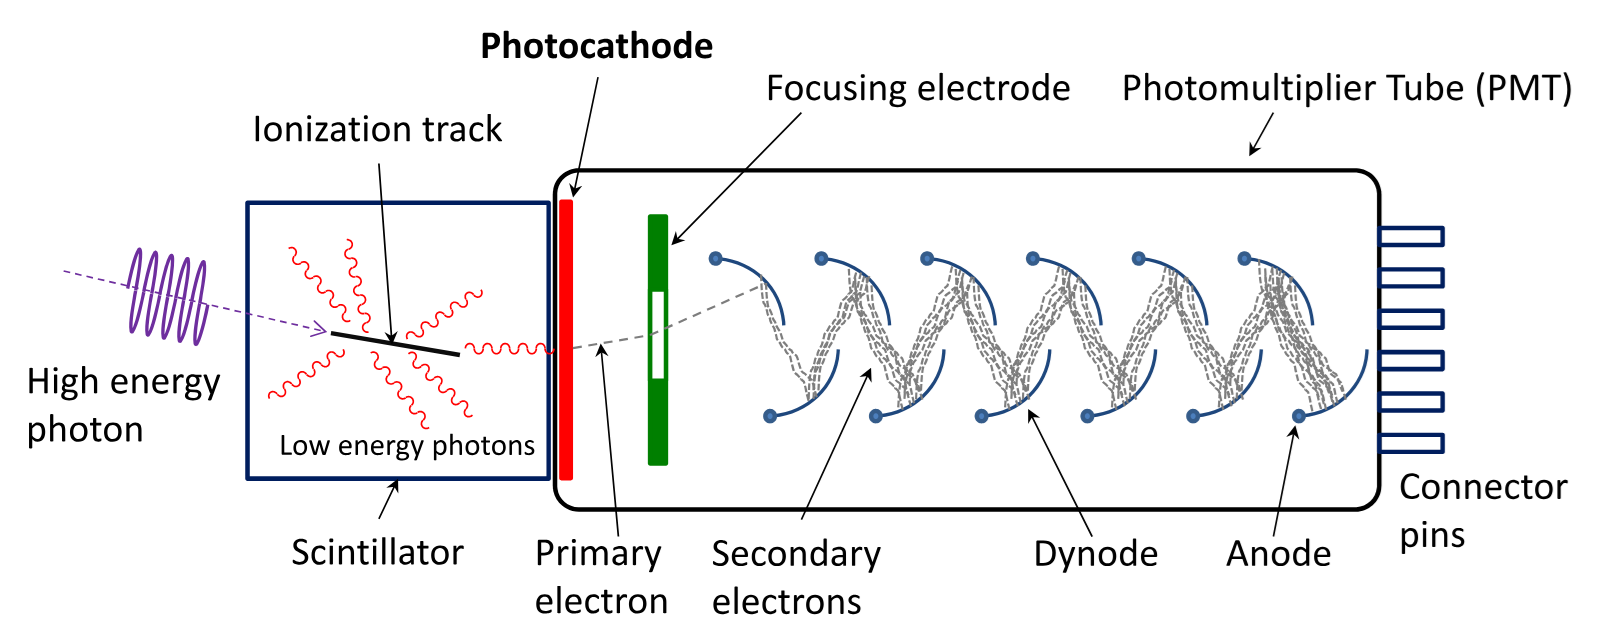 Photocathode
Focusing electrode
Photomultiplier Tube (PMT)
Ionization track
High energy
photon
Low energy photons
Scintillator
Primary
electron
Secondary
electrons
Dynode
Anode
Connector
pins